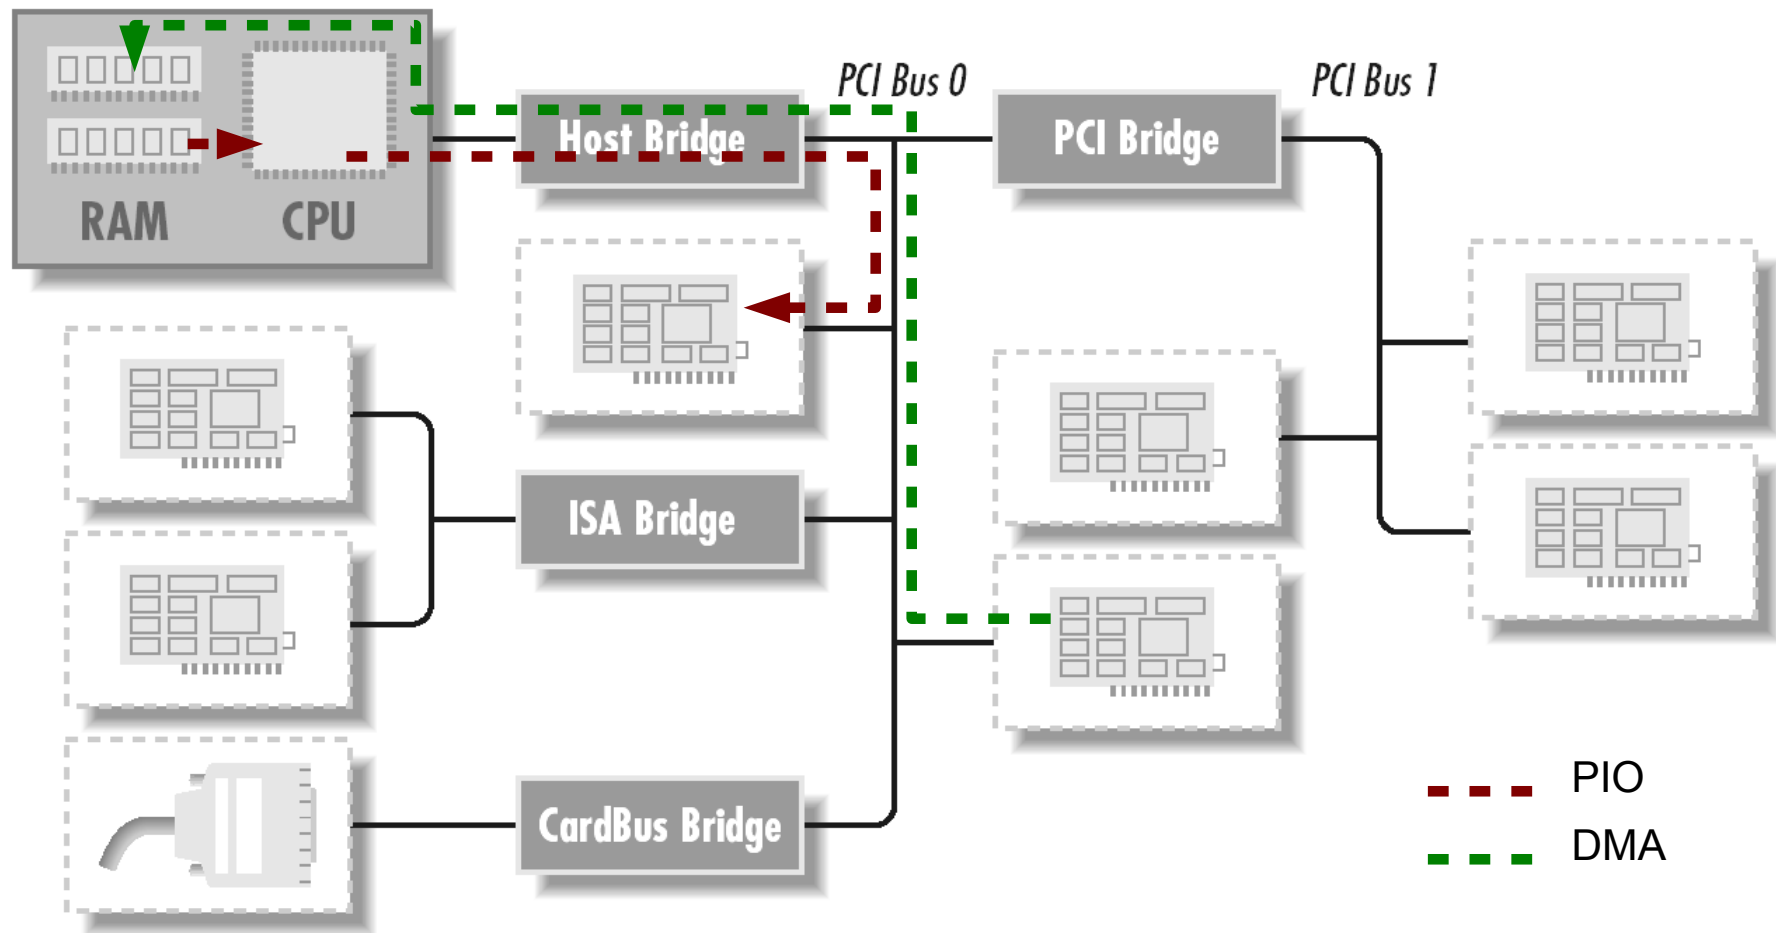 PCI Bus 0
PCI Bus 1
Host Bridge
PCI Bridge
RAM
CPU
ISA Bridge
CardBus Bridge
PIO
DMA